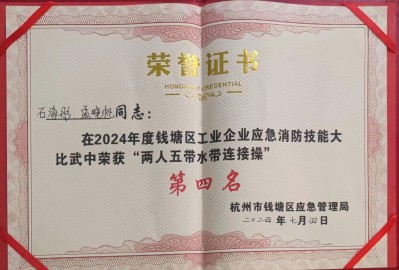 荣誉证书
HONORARY CREDENTIAL
石海彤 孟晓帆 同志：
在2024年度钱塘区工业企业应急消防技能大
比武中荣获“两人五带水带连接操”
第四名
杭州市钱塘区应急管理局
二〇二四年七月四日